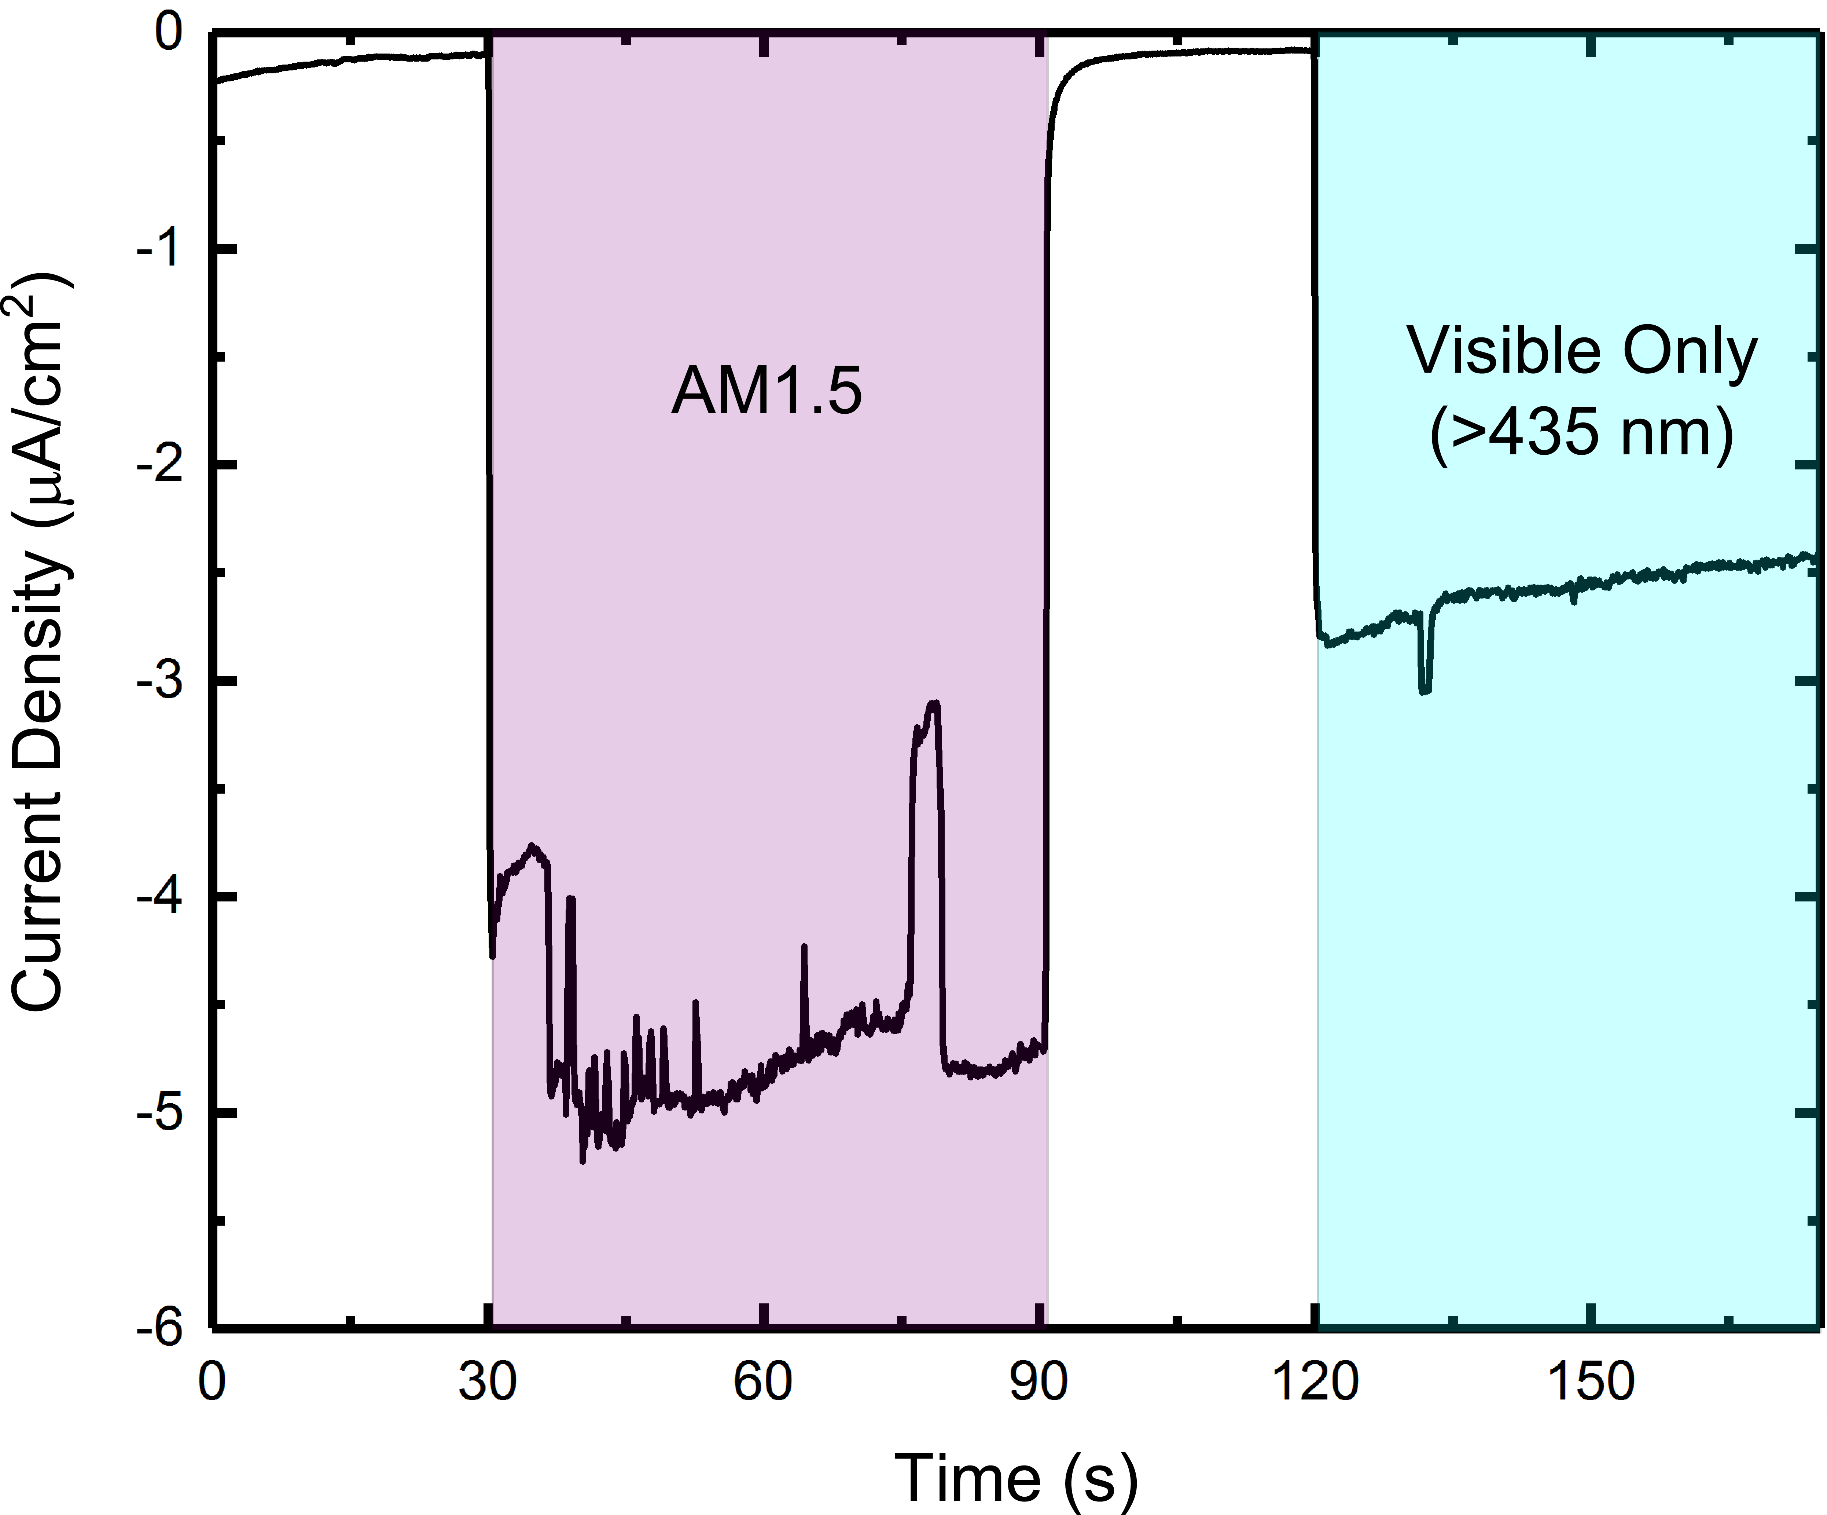 0
-1
-2
-3
-4
-5
-6
Current Density (μA/cm²)
AM1.5
Visible Only
(>435 nm)
0 30 60 90 120 150
Time (s)